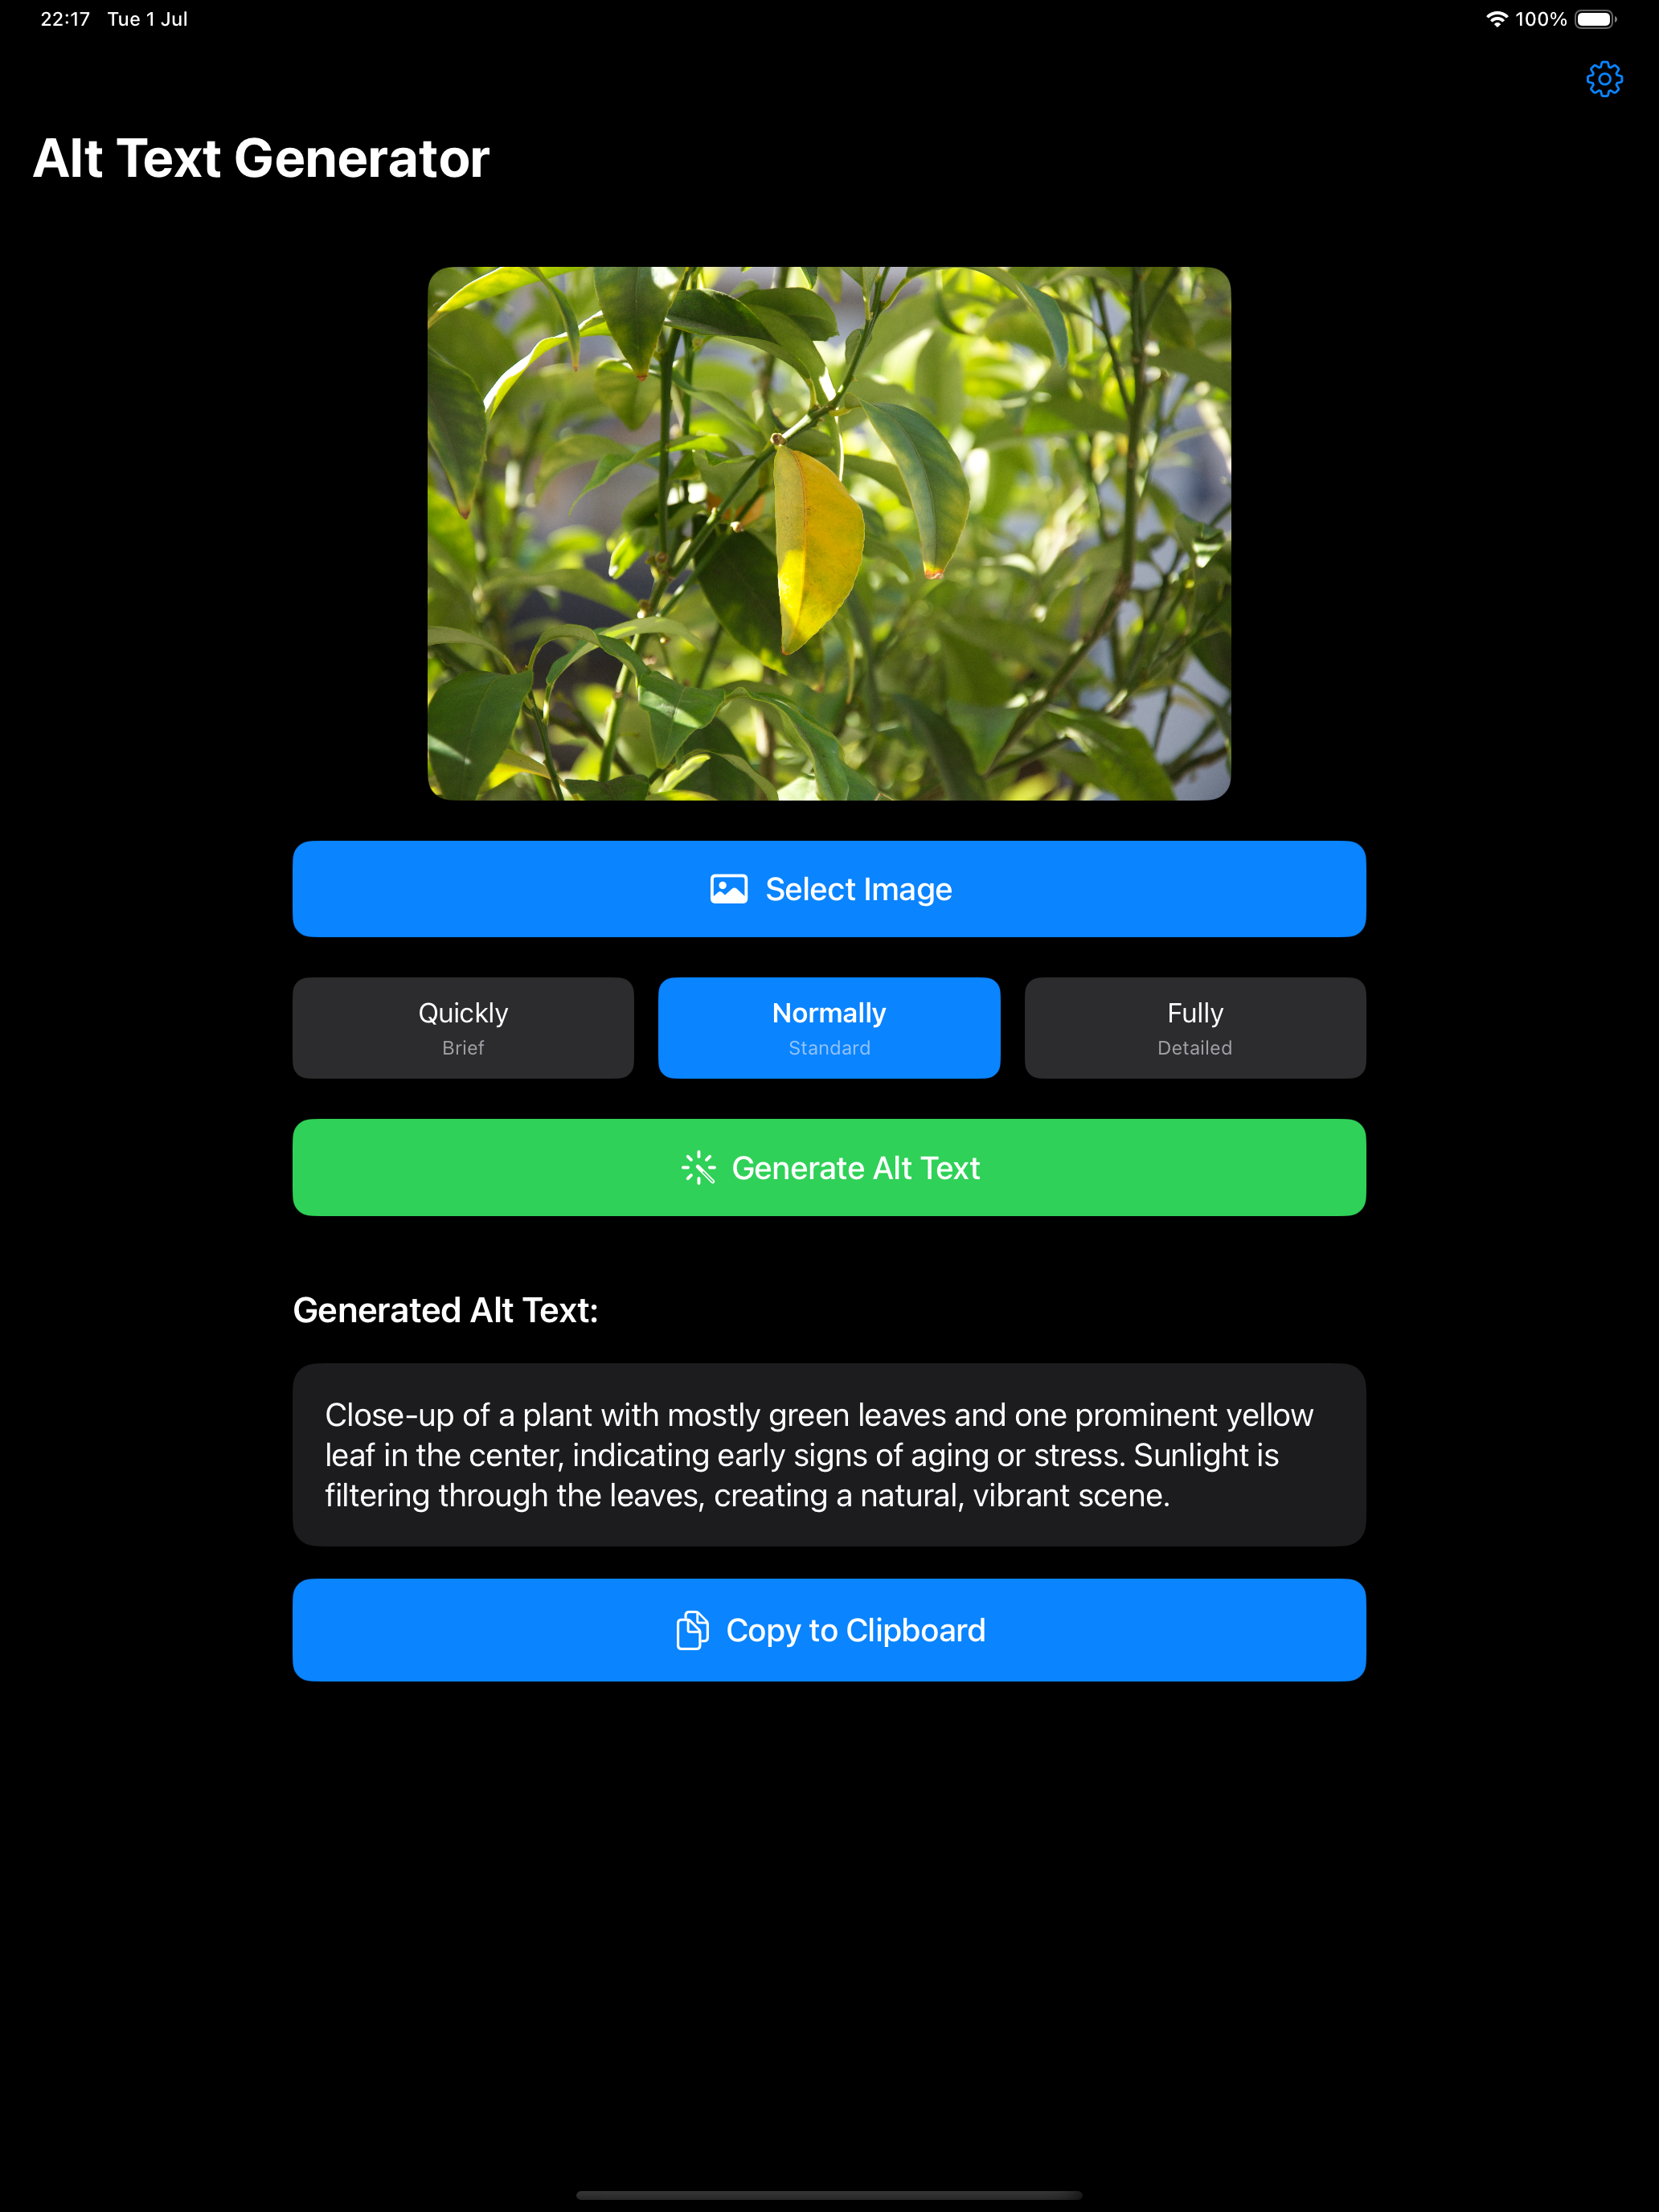 22:17 Tue 1 Jul
100%
Alt Text Generator
Select Image
Quickly
Brief
Normally
Standard
Fully
Detailed
Generate Alt Text
Generated Alt Text:
Close-up of a plant with mostly green leaves and one prominent yellow
leaf in the center, indicating early signs of aging or stress. Sunlight is
filtering through the leaves, creating a natural, vibrant scene.
Copy to Clipboard